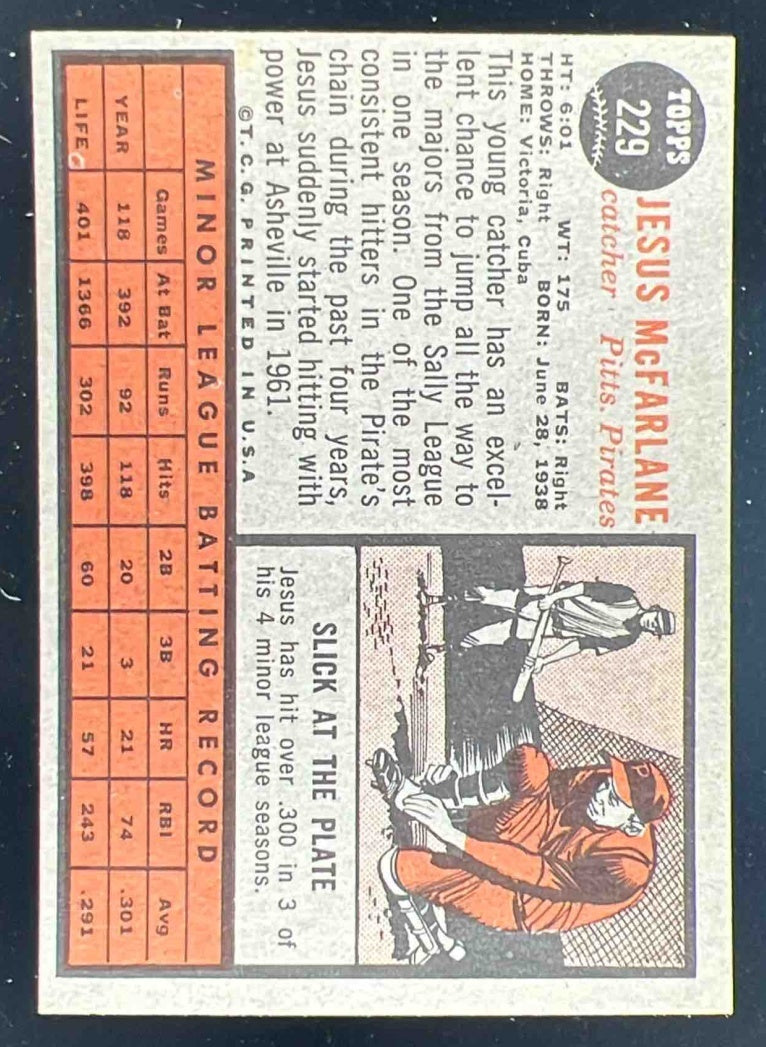 TOPPS
229
JESUS McFARLANE
catcher Pitts. Pirates
HT: 6:01 WT: 175 BATS: Right
THROWS: Right BORN: June 28, 1938
HOME: Victoria, Cuba
This young catcher has an excel-
lent chance to jump all the way to
the majors from the Sally League
in one season. One of the most
consistent hitters in the Pirate's
chain during the past four years,
Jesus suddenly started hitting with
power at Asheville in 1961.
©T.C.G. PRINTED IN U.S.A
SLICK AT THE PLATE
Jesus has hit over .300 in 3 of
his 4 minor league seasons.
MINOR LEAGUE BATTING RECORD
Games At Bat Runs Hits 2B 3B HR RBI Avg
YEAR 118 392 92 118 20 3 21 74 .301
LIFE 401 1366 302 398 60 21 57 243 .291